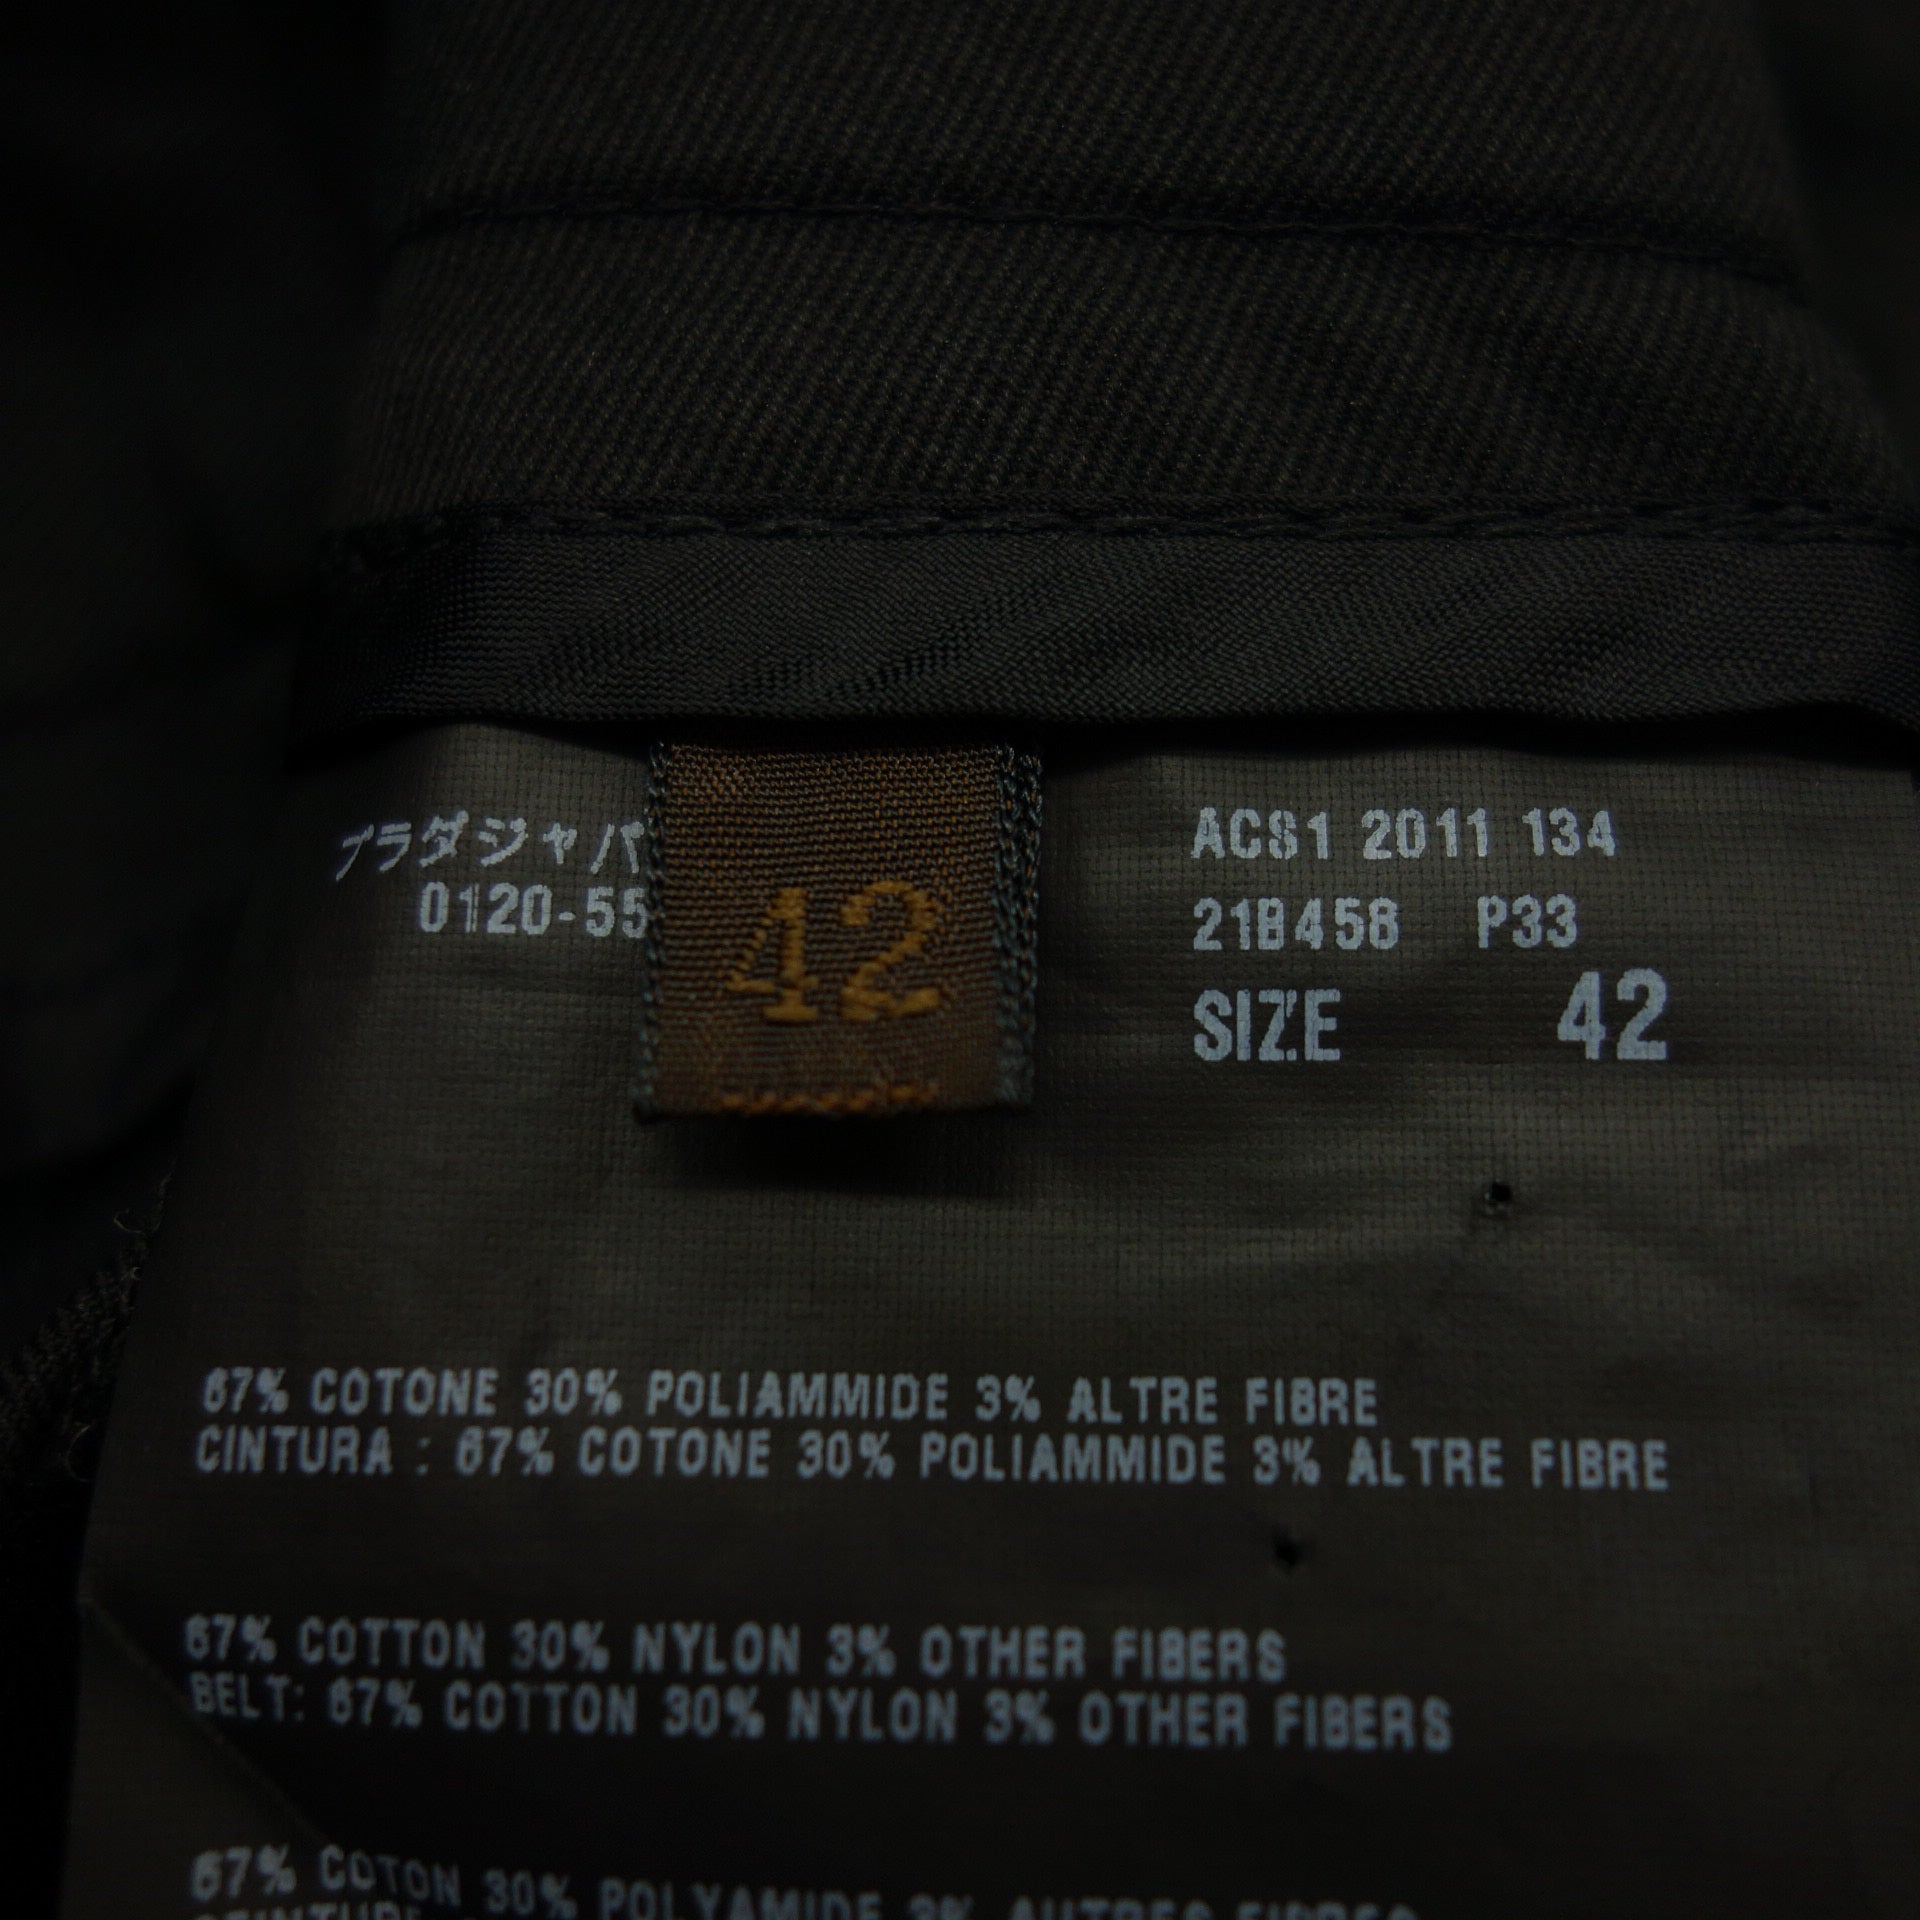 プラダジャパ
0120-55
42
ACS1 2011 134
21B458 P33
SIZE 42
67% COTONE 30% POLIAMMIDE 3% ALTRE FIBRE
CINTURA : 67% COTONE 30% POLIAMMIDE 3% ALTRE FIBRE
67% COTTON 30% NYLON 3% OTHER FIBERS
BELT: 67% COTTON 30% NYLON 3% OTHER FIBERS
67% COTON 30% POLYAMIDE 3% AUTRES FIBRES